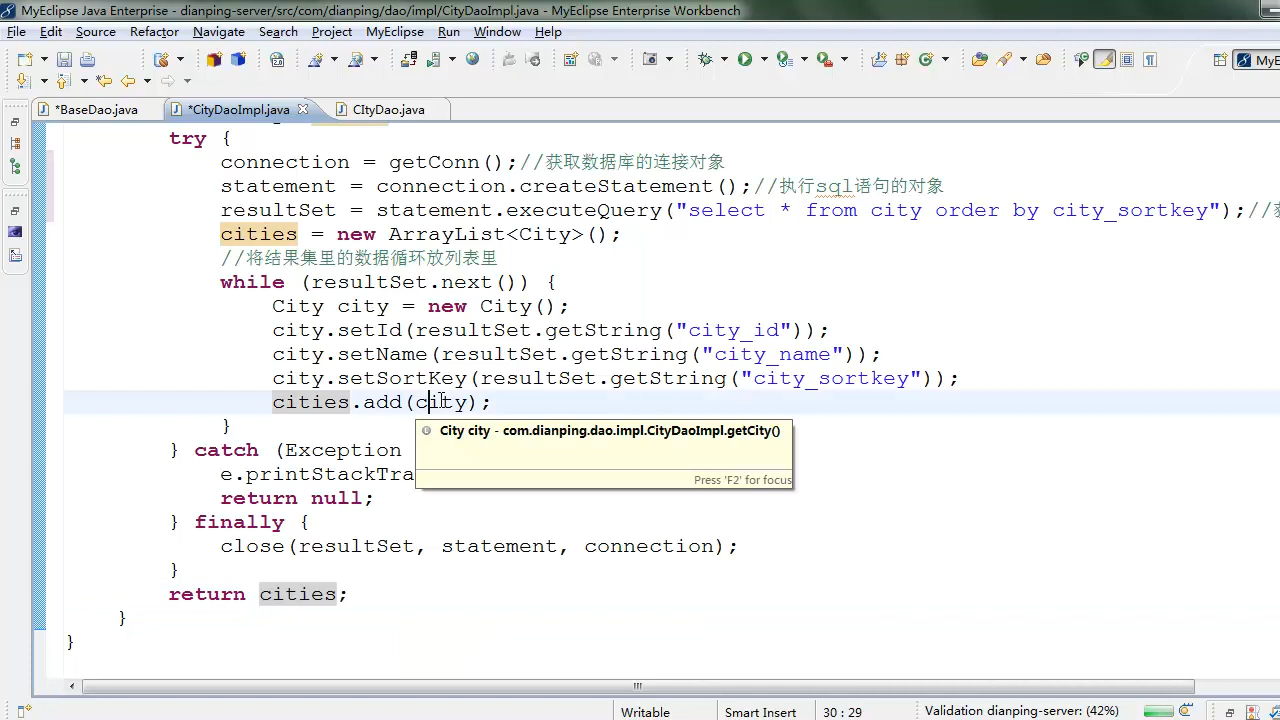 MyEclipse Java Enterprise - dianping-server/src/com/dianping/dao/impl/CityDaoImpl.java - MyEclipse Enterprise Workbench
File Edit Source Refactor Navigate Search Project MyEclipse Run Window Help
*BaseDao.java *CityDaoImpl.java CItyDao.java
try {
connection = getConn();//获取数据库的连接对象
statement = connection.createStatement();//执行sql语句的对象
resultSet = statement.executeQuery("select * from city order by city_sortkey");//
cities = new ArrayList<City>();
//将结果集里的数据循环放列表里
while (resultSet.next()) {
City city = new City();
city.setId(resultSet.getString("city_id"));
city.setName(resultSet.getString("city_name"));
city.setSortKey(resultSet.getString("city_sortkey"));
cities.add(city);
}
City city - com.dianping.dao.impl.CityDaoImpl.getCity()
Press 'F2' for focus
} catch (Exception
e.printStackTra
return null;
} finally {
close(resultSet, statement, connection);
}
return cities;
}
}
Writable Smart Insert 30 : 29 Validation dianping-server: (42%)